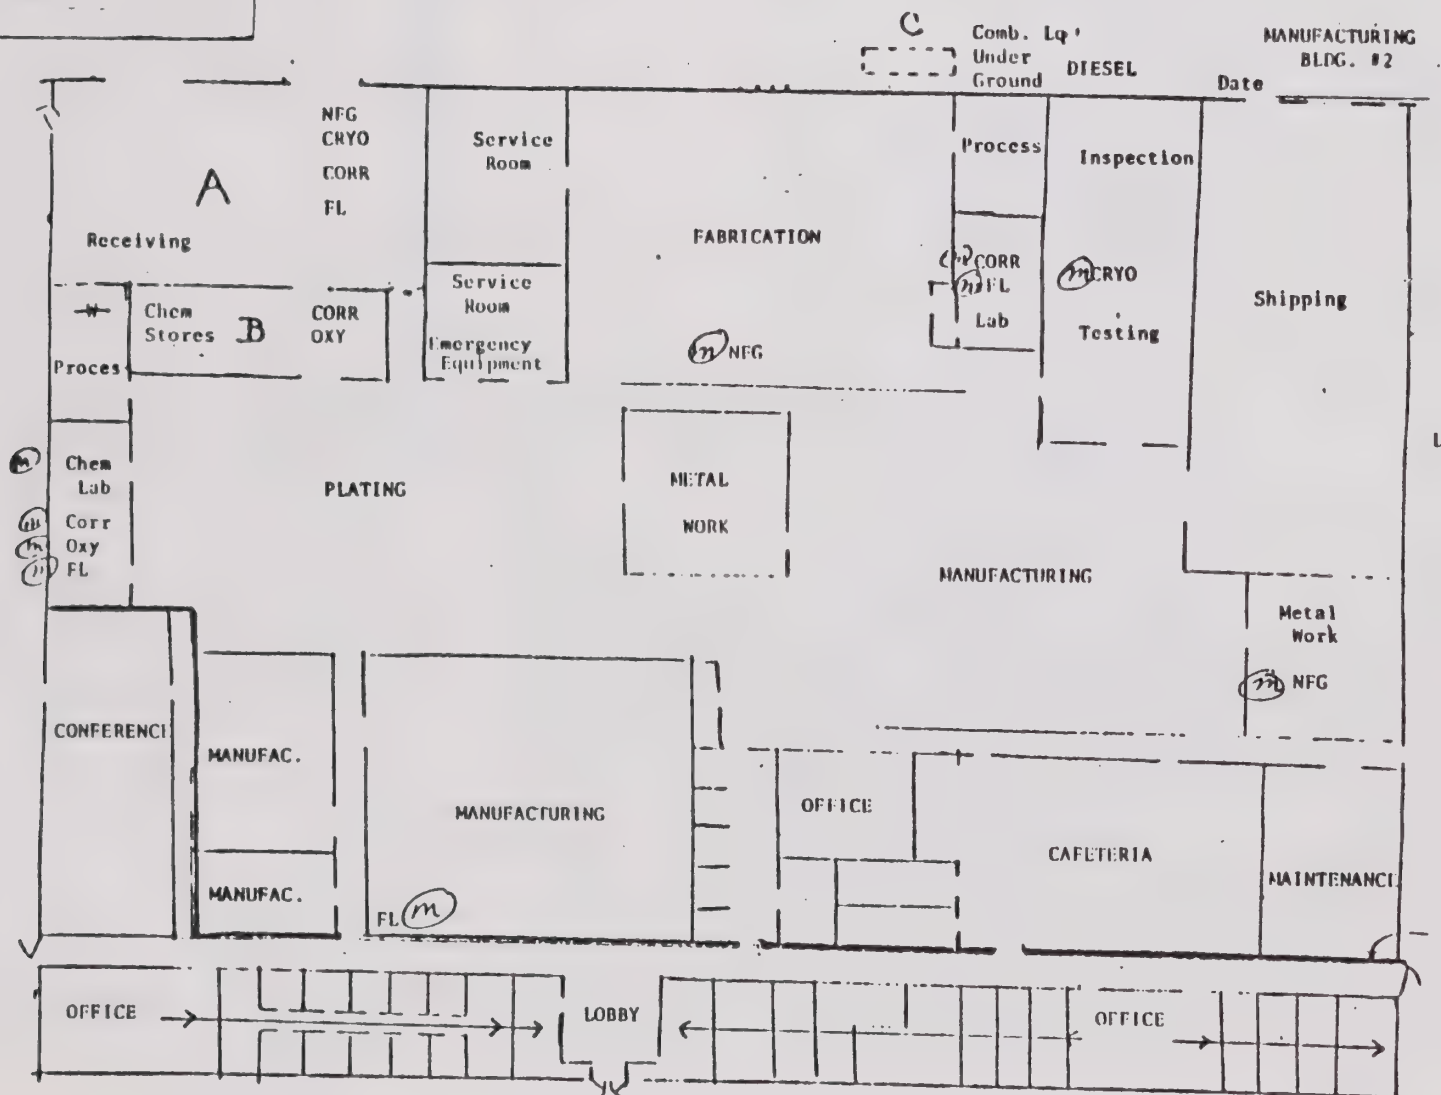 C
Comb. Lq'
Under
Ground
DIESEL
MANUFACTURING
BLDG. #2
Date
A
NFG
CRYO
CORR
FL
Receiving
Service
Room
FABRICATION
Process
Inspection
Shipping
Service
Room
Emergency
Equipment
W
Proces
Chem
Stores
B
CORR
OXY
m NFG
m CORR
m FL
Lab
m CRYO
Testing
m Chem
Lab
m Corr
m Oxy
m FL
PLATING
METAL
WORK
MANUFACTURING
Metal
Work
m NFG
CONFERENC
MANUFAC.
MANUFAC.
MANUFACTURING
FL m
OFFICE
CAFETERIA
MAINTENANC
OFFICE
LOBBY
OFFICE